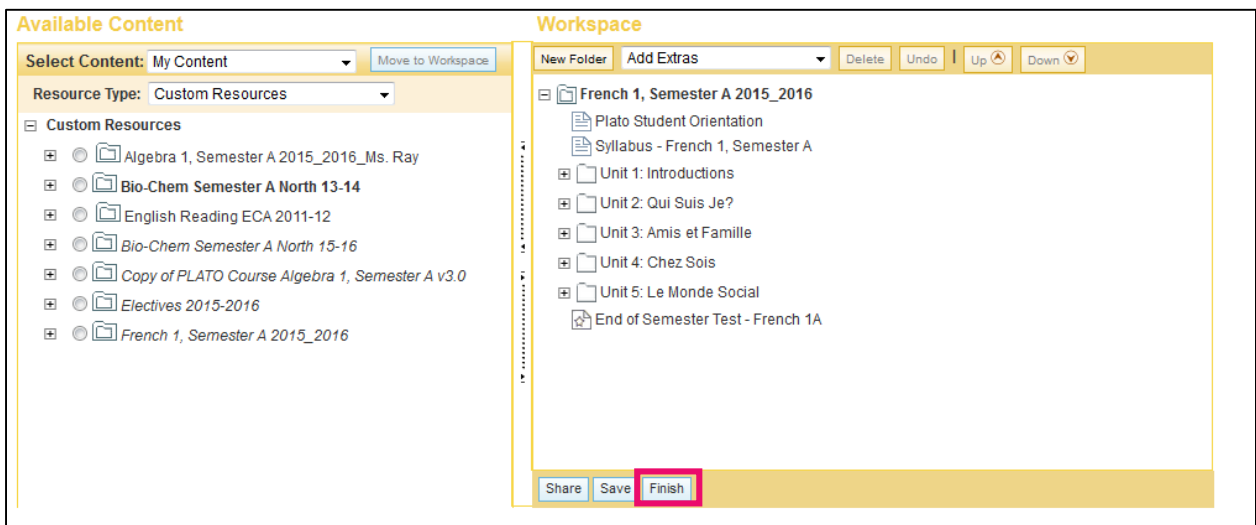 Available Content
Select Content: My Content Move to Workspace
Resource Type: Custom Resources
Custom Resources
Algebra 1, Semester A 2015_2016_Ms. Ray
Bio-Chem Semester A North 13-14
English Reading ECA 2011-12
Bio-Chem Semester A North 15-16
Copy of PLATO Course Algebra 1, Semester A v3.0
Electives 2015-2016
French 1, Semester A 2015_2016
Workspace
New Folder Add Extras Delete Undo | Up Down
French 1, Semester A 2015_2016
Plato Student Orientation
Syllabus - French 1, Semester A
Unit 1: Introductions
Unit 2: Qui Suis Je?
Unit 3: Amis et Famille
Unit 4: Chez Sois
Unit 5: Le Monde Social
End of Semester Test - French 1A
Share Save Finish